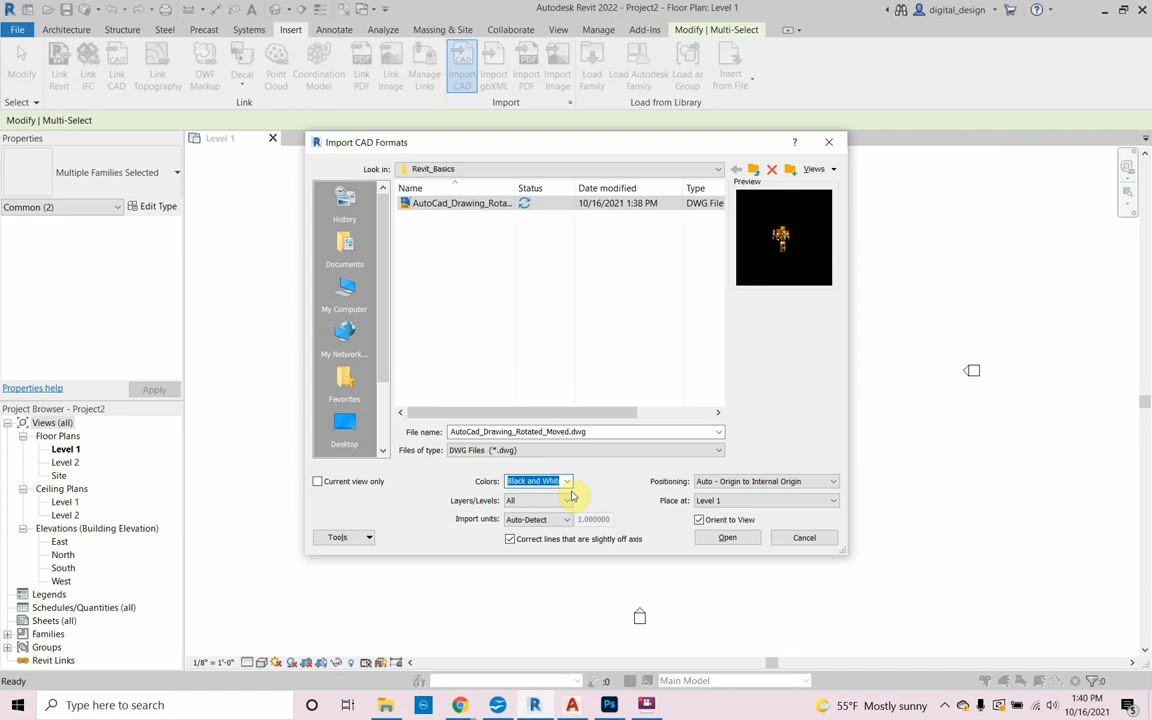 Autodesk Revit 2022 - Project2 - Floor Plan: Level 1
digital_design
File Architecture Structure Steel Precast Systems Insert Annotate Analyze Massing & Site Collaborate View Manage Add-Ins Modify | Multi-Select
Modify
Link Revit
Link IFC
Link CAD
Link Topography
DWF Markup
Decal
Point Cloud
Coordination Model
Link PDF
Link Image
Manage Links
Import CAD
Import gbXML
Import PDF
Import Image
Load Family
Load Autodesk Family
Load as Group
Insert from File
Select
Link
Import
Load from Library
Modify | Multi-Select
Properties
Level 1
Multiple Families Selected
Common (2)
Edit Type
Properties help
Apply
Project Browser - Project2
Views (all)
Floor Plans
Level 1
Level 2
Site
Ceiling Plans
Level 1
Level 2
Elevations (Building Elevation)
East
North
South
West
Legends
Schedules/Quantities (all)
Sheets (all)
Families
Groups
Revit Links
Import CAD Formats
Look in: Revit_Basics
Views
Preview
Name Status Date modified Type
AutoCad_Drawing_Rota... 10/16/2021 1:38 PM DWG File
History
Documents
My Computer
My Network...
Favorites
Desktop
File name: AutoCad_Drawing_Rotated_Moved.dwg
Files of type: DWG Files (*.dwg)
Current view only
Colors: Black and Whit
Layers/Levels: All
Import units: Auto-Detect 1.000000
Correct lines that are slightly off axis
Positioning: Auto - Origin to Internal Origin
Place at: Level 1
Orient to View
Tools
Open
Cancel
1/8" = 1'-0"
Ready
:0
Main Model
:0
Type here to search
55°F Mostly sunny
1:40 PM
10/16/2021
5